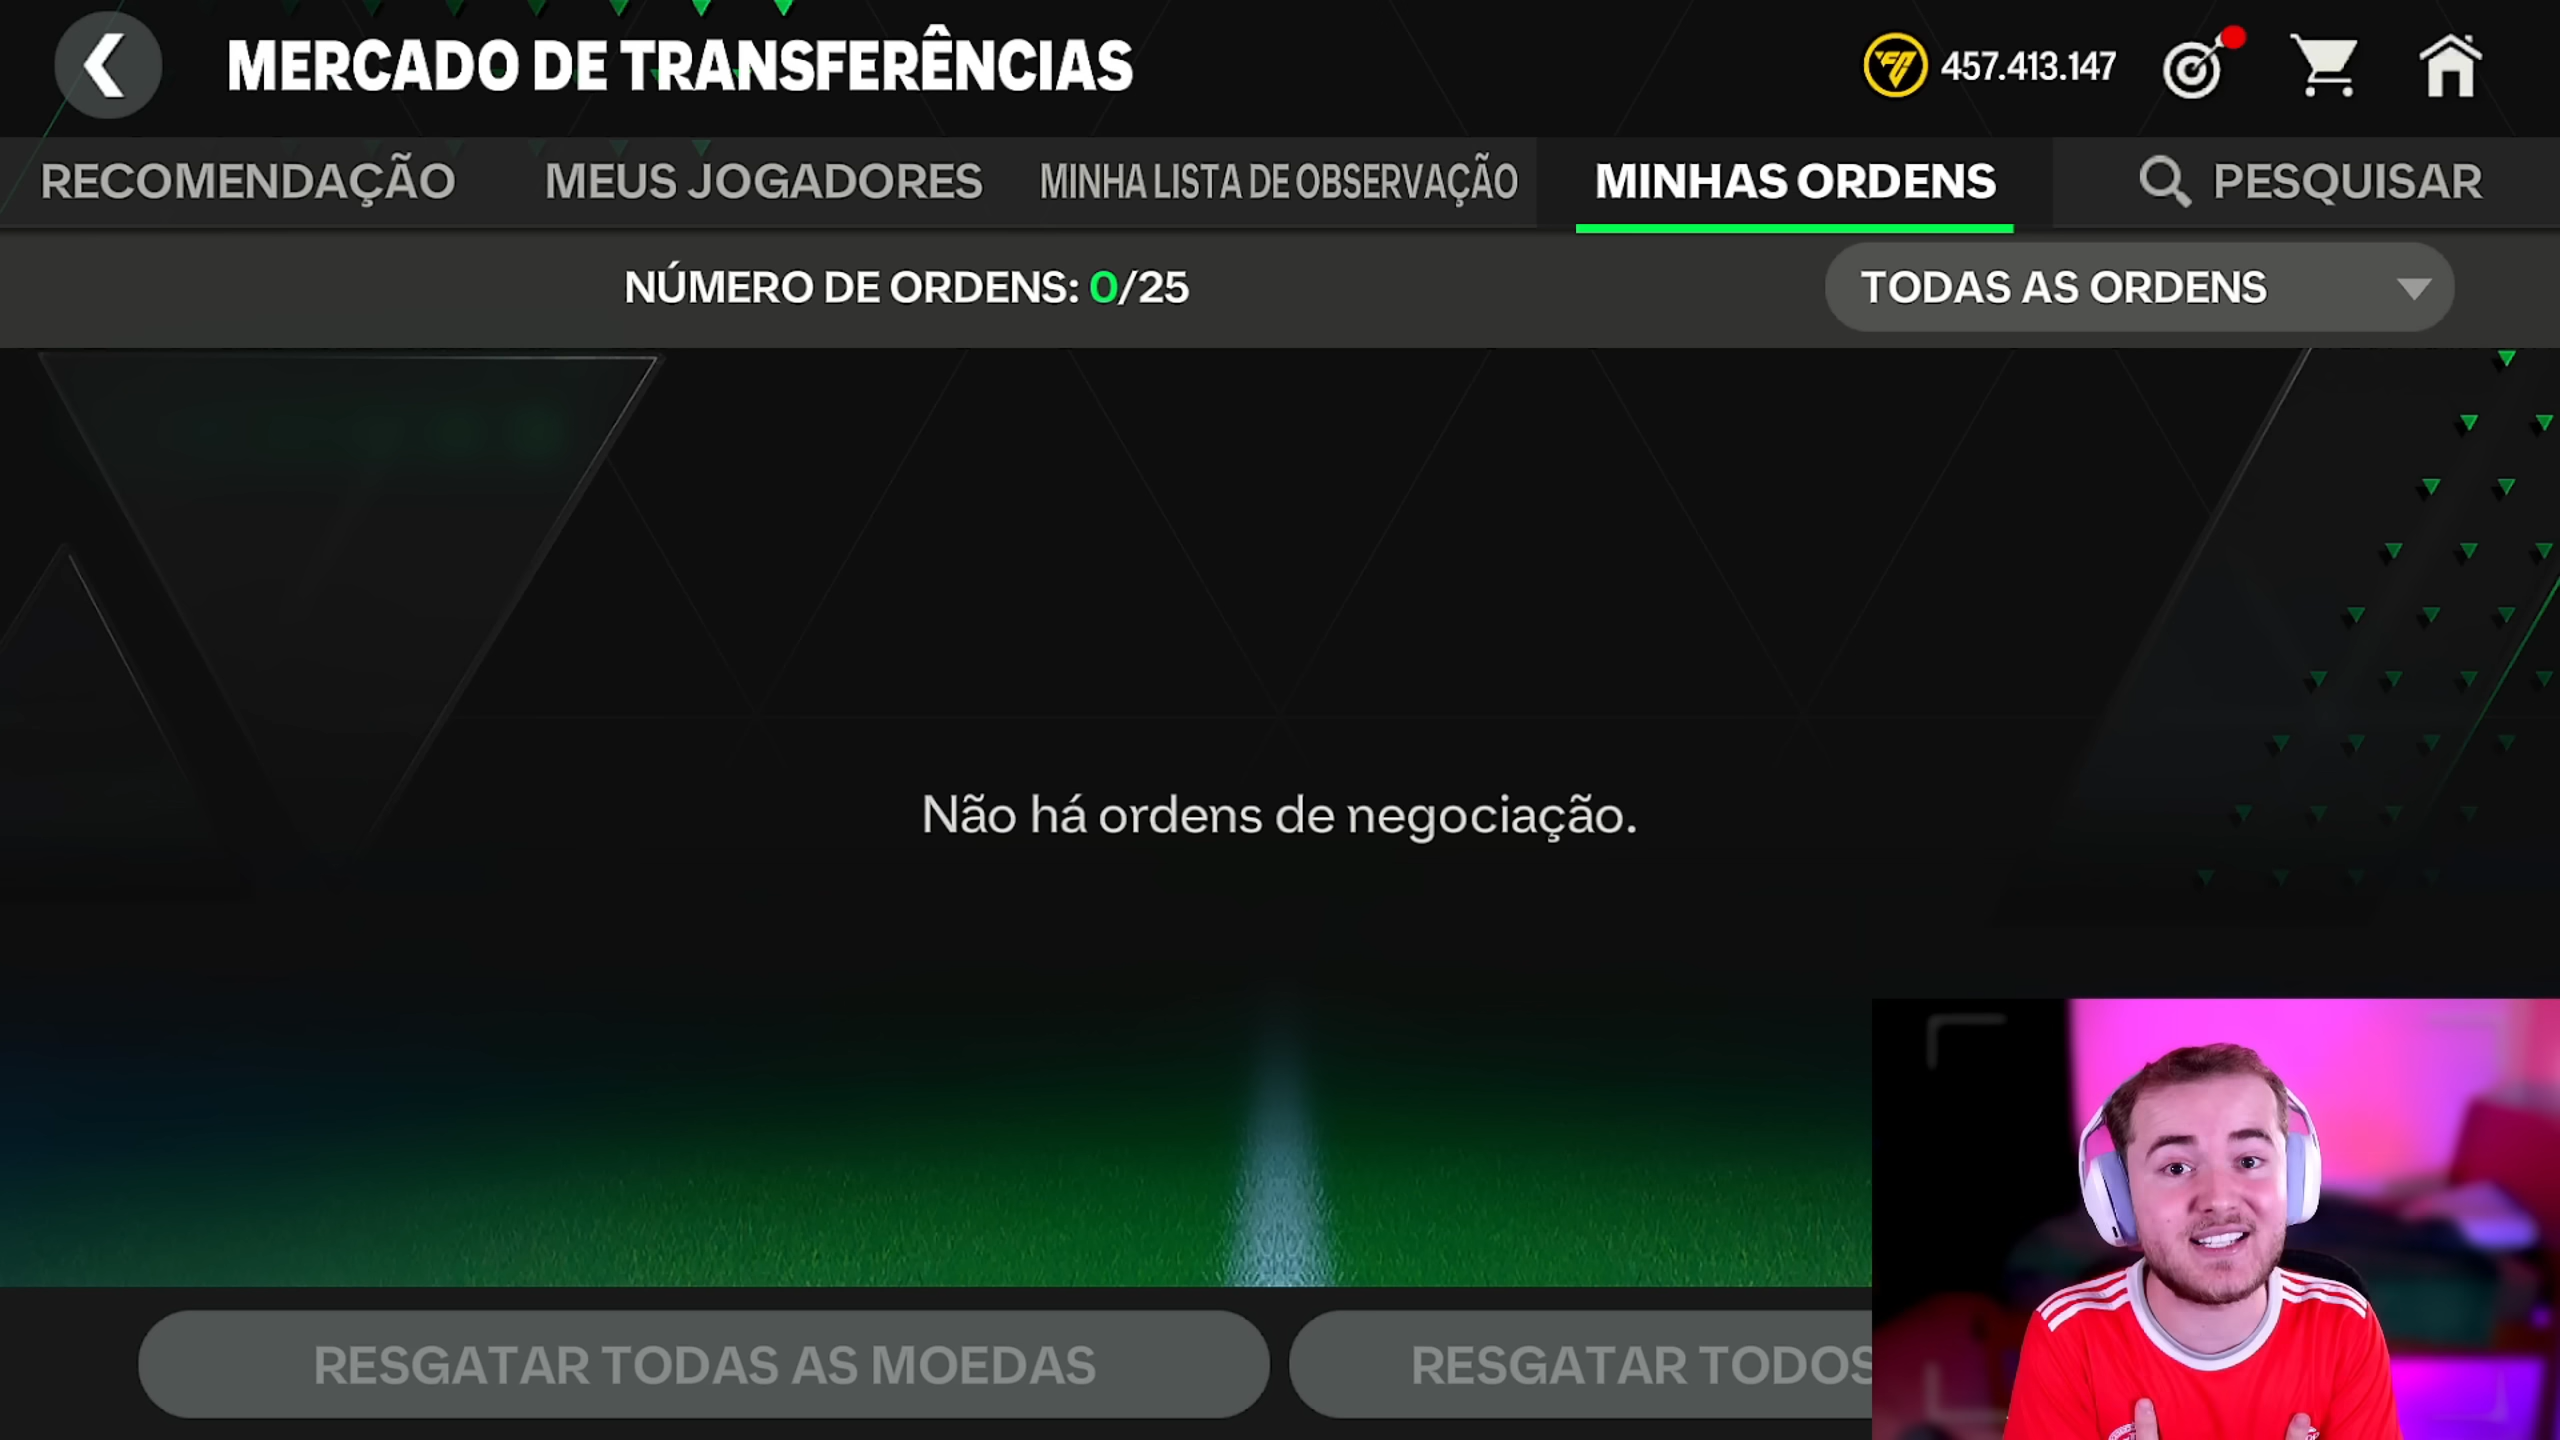 MERCADO DE TRANSFERÊNCIAS
457.413.147
RECOMENDAÇÃO
MEUS JOGADORES
MINHA LISTA DE OBSERVAÇÃO
MINHAS ORDENS
PESQUISAR
NÚMERO DE ORDENS: 0/25
TODAS AS ORDENS
Não há ordens de negociação.
RESGATAR TODAS AS MOEDAS
RESGATAR TODOS